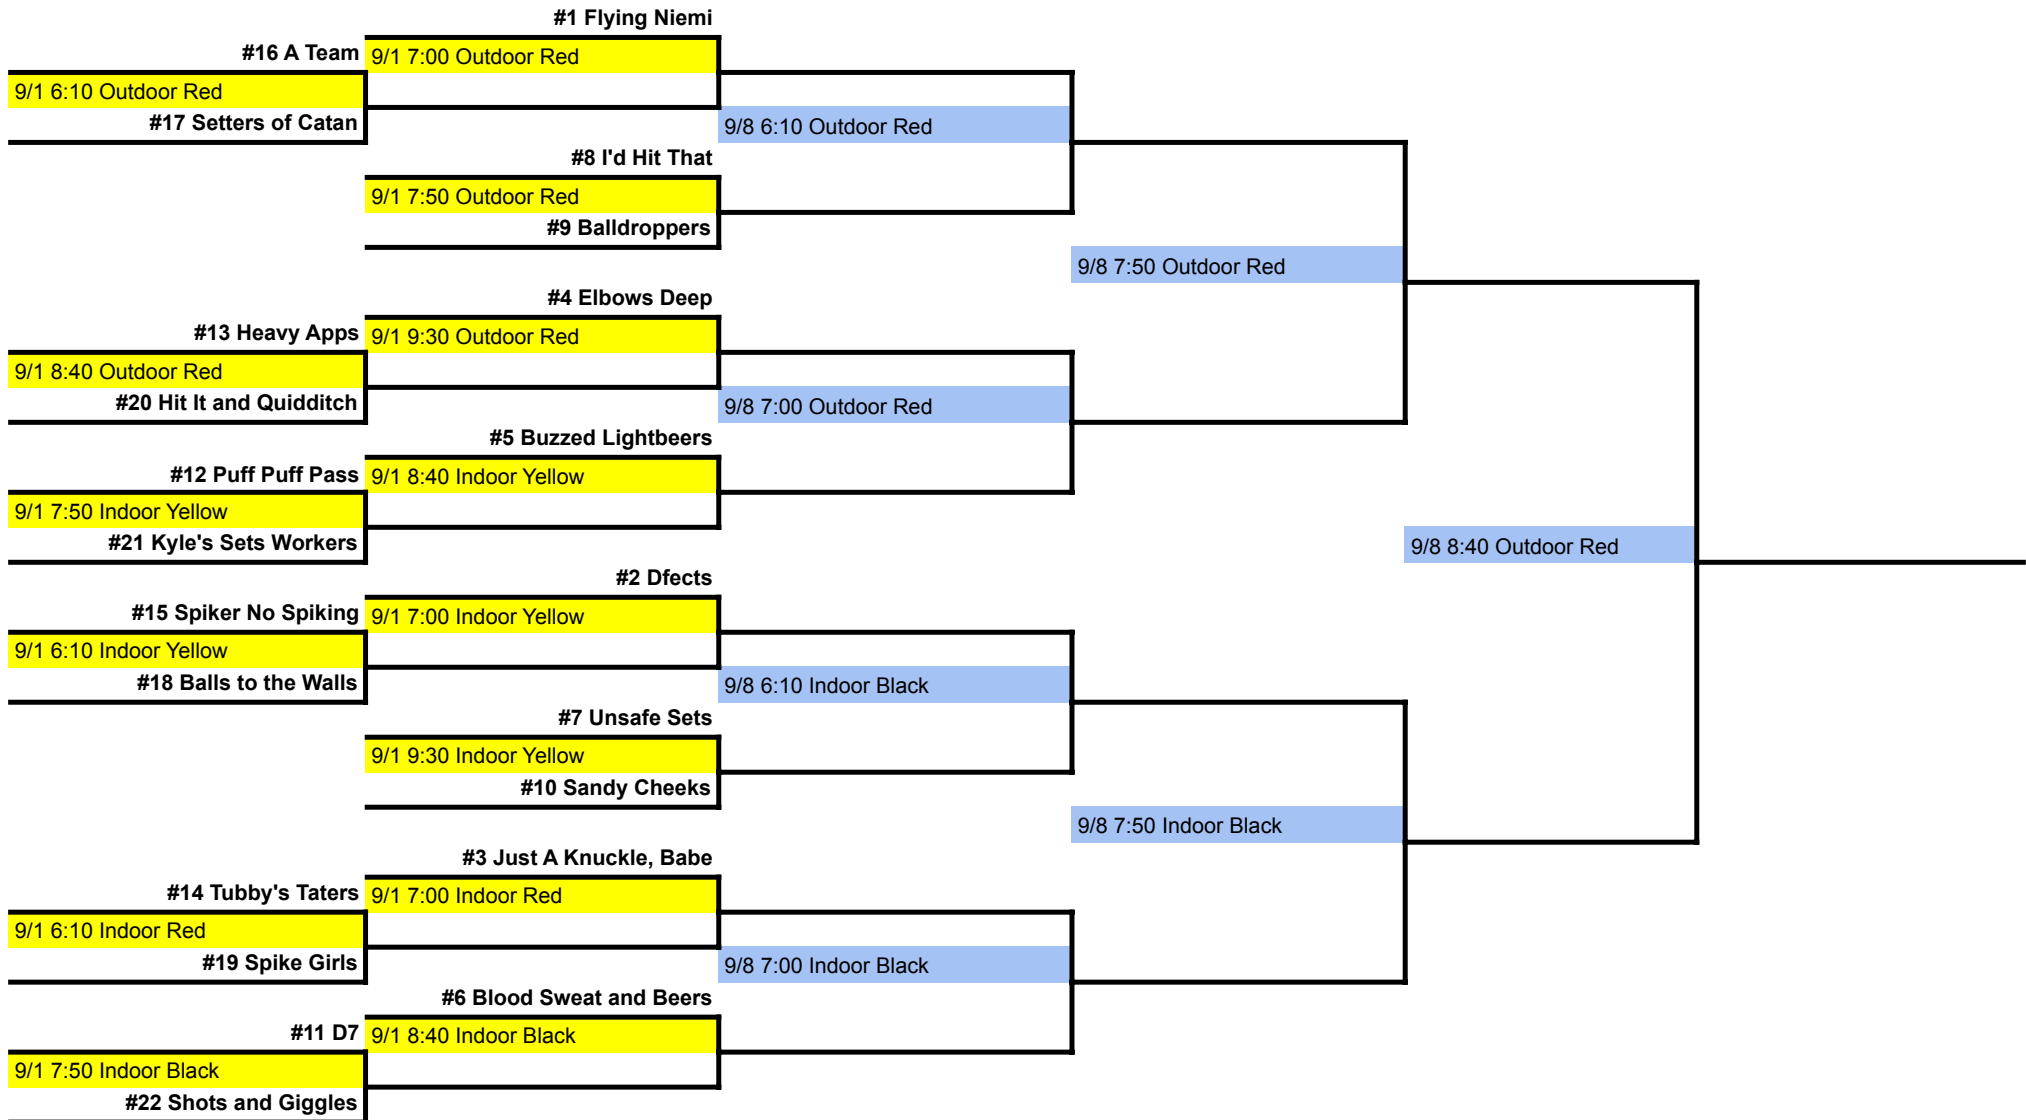 #1 Flying Niemi
#16 A Team
9/1 7:00 Outdoor Red
9/1 6:10 Outdoor Red
#17 Setters of Catan
9/8 6:10 Outdoor Red
#8 I'd Hit That
9/1 7:50 Outdoor Red
#9 Balldroppers
9/8 7:50 Outdoor Red
#4 Elbows Deep
#13 Heavy Apps
9/1 9:30 Outdoor Red
9/1 8:40 Outdoor Red
#20 Hit It and Quidditch
9/8 7:00 Outdoor Red
#5 Buzzed Lightbeers
#12 Puff Puff Pass
9/1 8:40 Indoor Yellow
9/1 7:50 Indoor Yellow
#21 Kyle's Sets Workers
9/8 8:40 Outdoor Red
#2 Dfects
#15 Spiker No Spiking
9/1 7:00 Indoor Yellow
9/1 6:10 Indoor Yellow
#18 Balls to the Walls
9/8 6:10 Indoor Black
#7 Unsafe Sets
9/1 9:30 Indoor Yellow
#10 Sandy Cheeks
9/8 7:50 Indoor Black
#3 Just A Knuckle, Babe
#14 Tubby's Taters
9/1 7:00 Indoor Red
9/1 6:10 Indoor Red
#19 Spike Girls
9/8 7:00 Indoor Black
#6 Blood Sweat and Beers
#11 D7
9/1 8:40 Indoor Black
9/1 7:50 Indoor Black
#22 Shots and Giggles